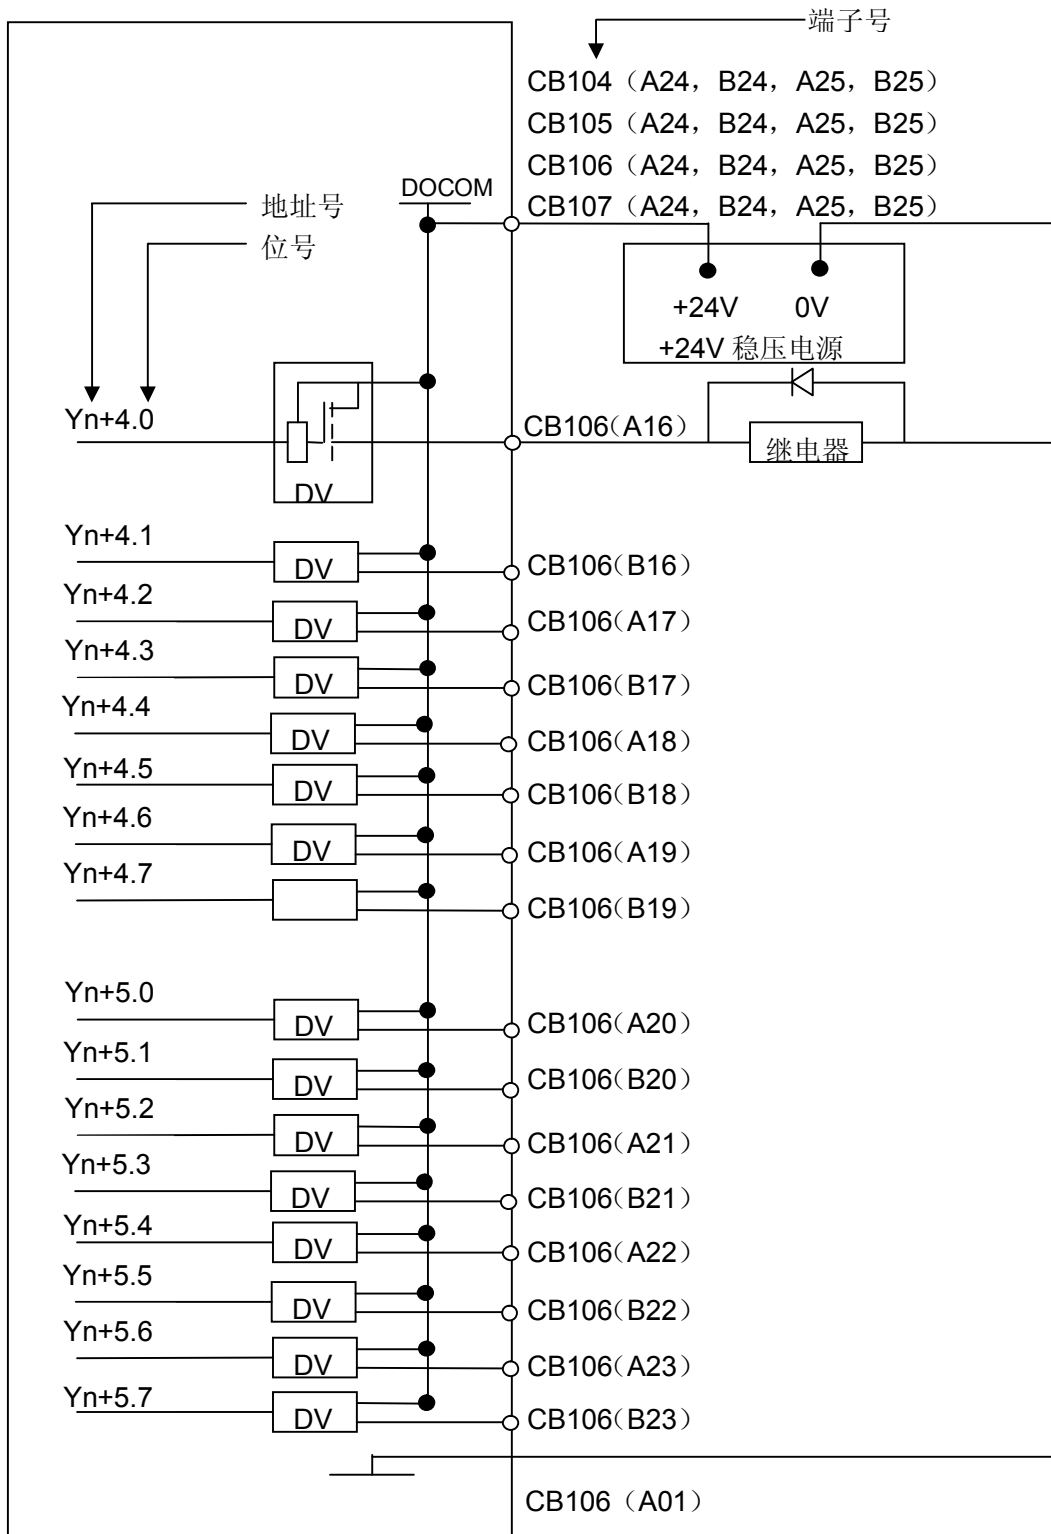 端子号
CB104（A24，B24，A25，B25）
CB105（A24，B24，A25，B25）
CB106（A24，B24，A25，B25）
CB107（A24，B24，A25，B25）
DOCOM
地址号
位号
+24V 0V
+24V 稳压电源
Yn+4.0
CB106(A16)
继电器
DV
Yn+4.1
DV
CB106(B16)
Yn+4.2
DV
CB106(A17)
Yn+4.3
DV
CB106(B17)
Yn+4.4
DV
CB106(A18)
Yn+4.5
DV
CB106(B18)
Yn+4.6
DV
CB106(A19)
Yn+4.7
CB106(B19)
Yn+5.0
DV
CB106(A20)
Yn+5.1
DV
CB106(B20)
Yn+5.2
DV
CB106(A21)
Yn+5.3
DV
CB106(B21)
Yn+5.4
DV
CB106(A22)
Yn+5.5
DV
CB106(B22)
Yn+5.6
DV
CB106(A23)
Yn+5.7
DV
CB106(B23)
CB106（A01）